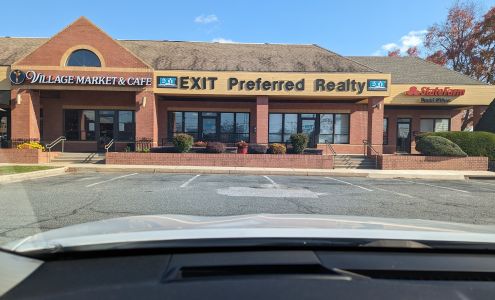 VILLAGE MARKET & CAFE
EXIT Preferred Realty
State Farm